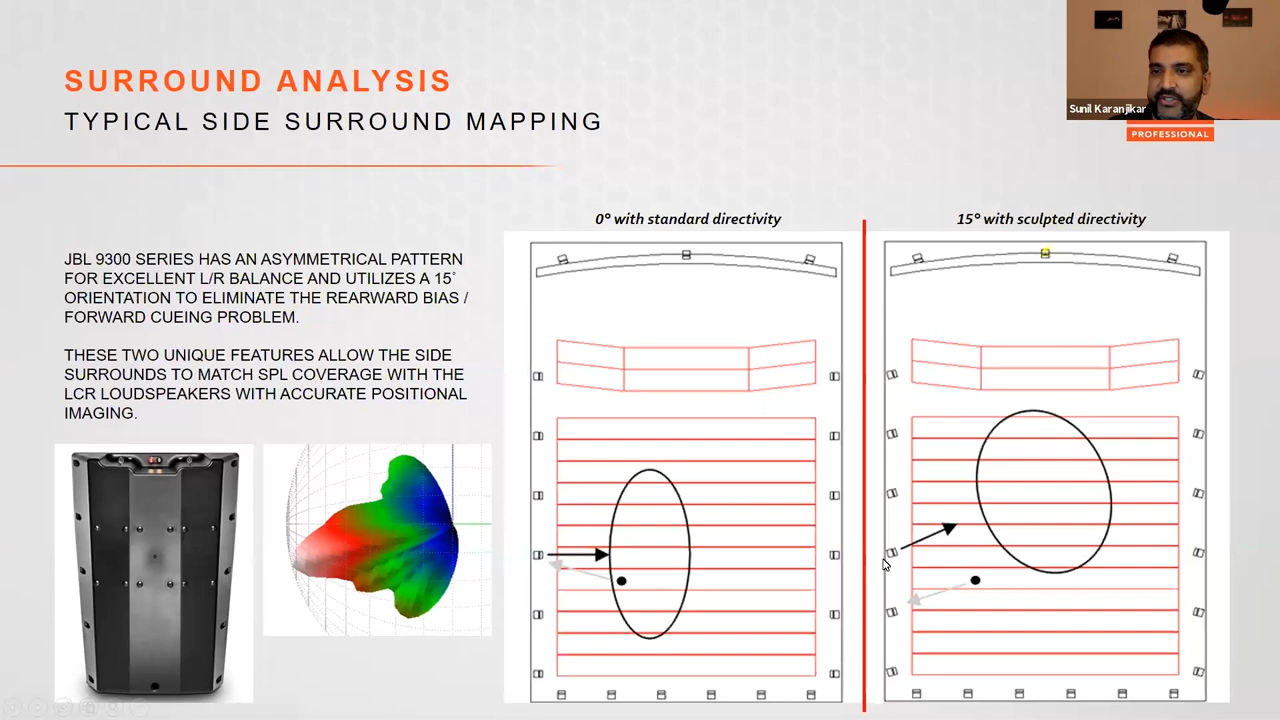 SURROUND ANALYSIS
TYPICAL SIDE SURROUND MAPPING
Sunil Karanjikar
PROFESSIONAL
0° with standard directivity
15° with sculpted directivity
JBL 9300 SERIES HAS AN ASYMMETRICAL PATTERN
FOR EXCELLENT L/R BALANCE AND UTILIZES A 15°
ORIENTATION TO ELIMINATE THE REARWARD BIAS /
FORWARD CUEING PROBLEM.
THESE TWO UNIQUE FEATURES ALLOW THE SIDE
SURROUNDS TO MATCH SPL COVERAGE WITH THE
LCR LOUDSPEAKERS WITH ACCURATE POSITIONAL
IMAGING.